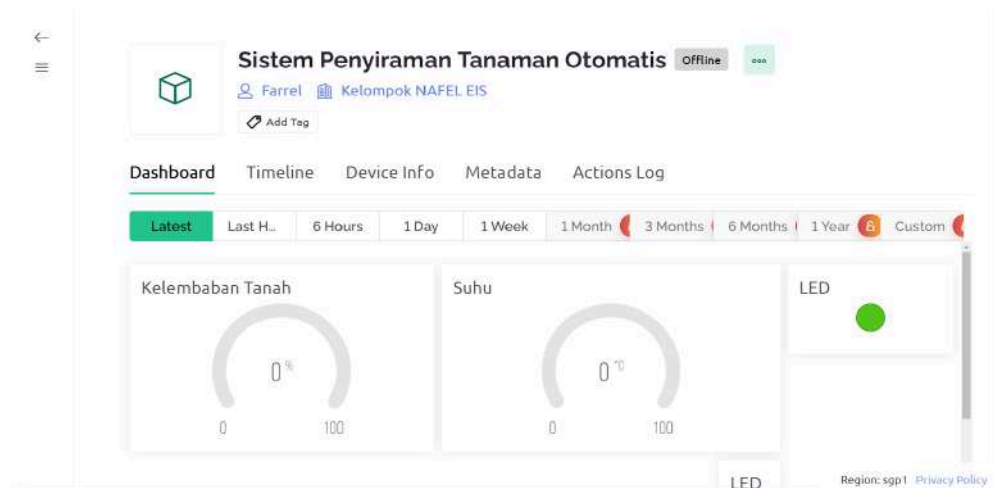 Sistem Penyiraman Tanaman Otomatis Offline
Farrel Kelompok NAFEL EIS
Add Tag
Dashboard Timeline Device Info Metadata Actions Log
Latest Last H... 6 Hours 1 Day 1 Week 1 Month 3 Months 6 Months 1 Year Custom
Kelembaban Tanah Suhu LED
0 % 0 °C
0 100 0 100
LED
Region: sgp1 Privacy Policy